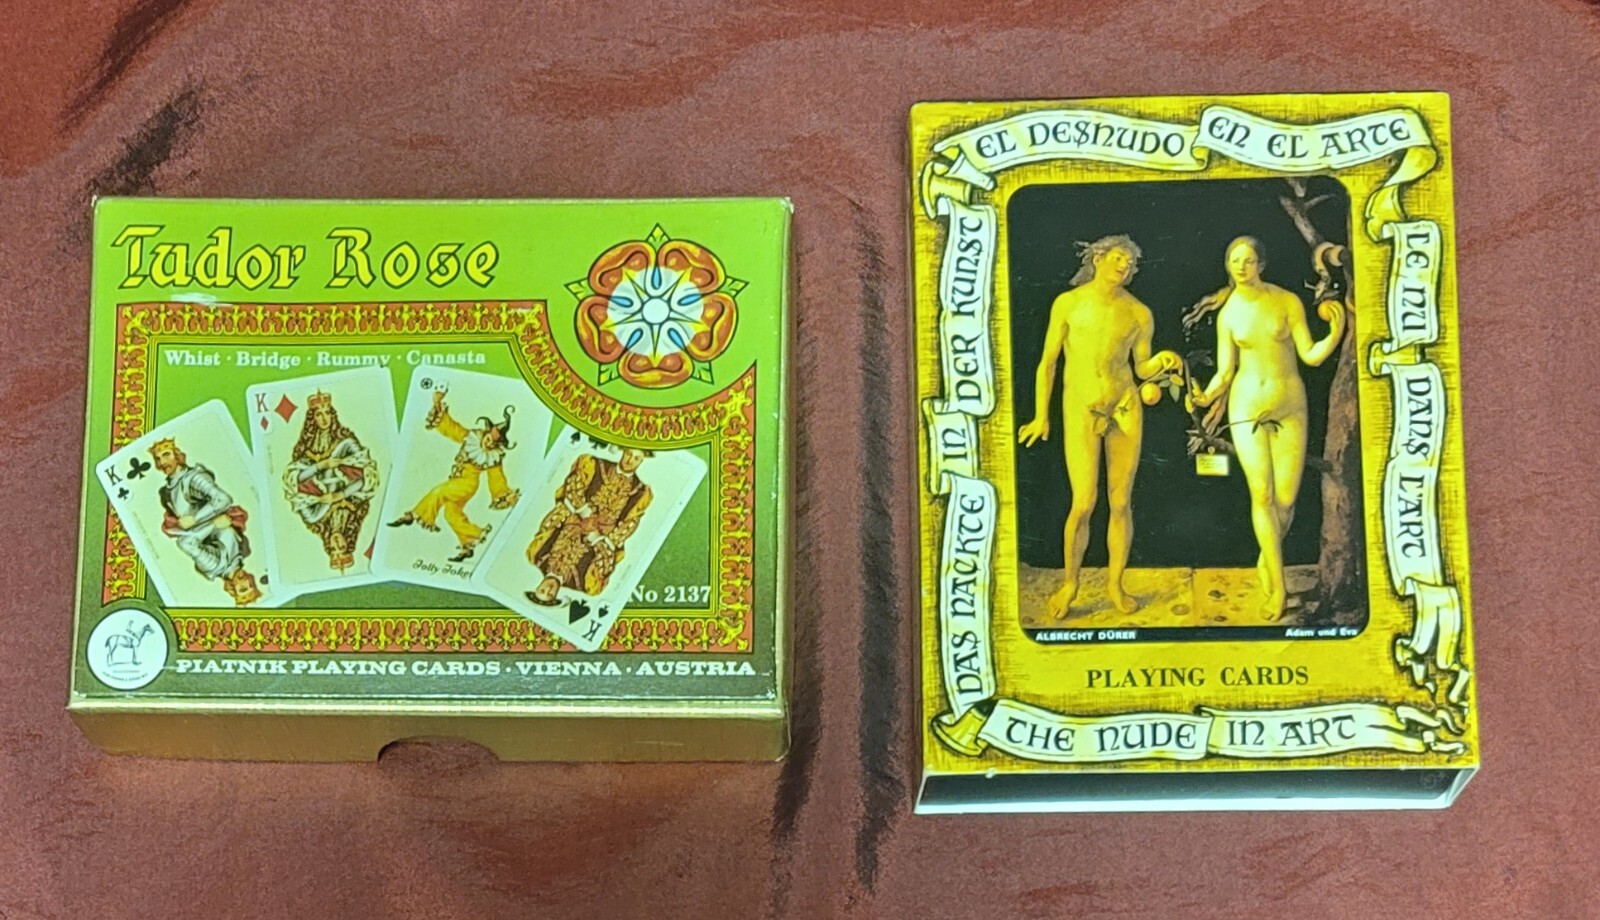 Tudor Rose
Whist · Bridge · Rummy · Canasta
K
K
Jolly Joker
K
No 2137
PIATNIK PLAYING CARDS · VIENNA · AUSTRIA
EL DESNUDO EN EL ARTE
DAS NACKTE IN DER KUNST
LE NU DANS L'ART
ALBRECHT DÜRER
Adam und Eva
PLAYING CARDS
THE NUDE IN ART